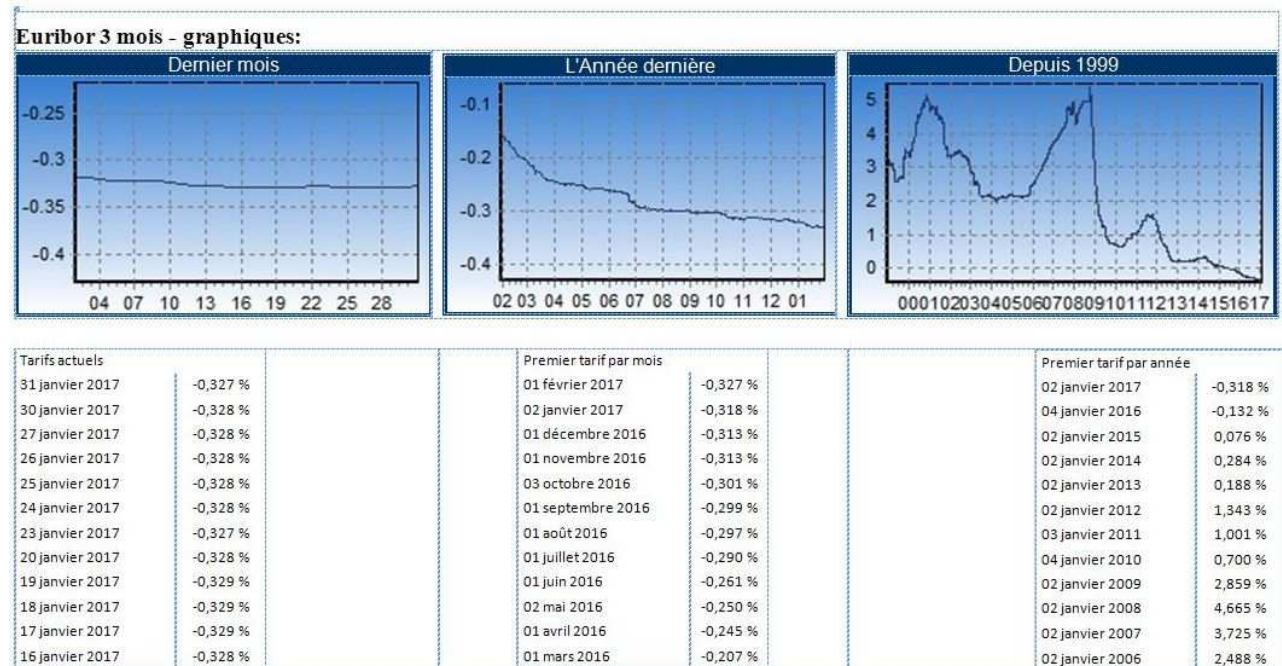 Euribor 3 mois - graphiques:
Dernier mois
-0.25
-0.3
-0.35
-0.4
04 07 10 13 16 19 22 25 28
L'Année dernière
-0.1
-0.2
-0.3
-0.4
02 03 04 05 06 07 08 09 10 11 12 01
Depuis 1999
5
4
3
2
1
0
000102030405060708091011121314151617
Tarifs actuels
31 janvier 2017 -0,327 %
30 janvier 2017 -0,328 %
27 janvier 2017 -0,328 %
26 janvier 2017 -0,328 %
25 janvier 2017 -0,328 %
24 janvier 2017 -0,328 %
23 janvier 2017 -0,327 %
20 janvier 2017 -0,328 %
19 janvier 2017 -0,329 %
18 janvier 2017 -0,329 %
17 janvier 2017 -0,329 %
16 janvier 2017 -0,328 %
Premier tarif par mois
01 février 2017 -0,327 %
02 janvier 2017 -0,318 %
01 décembre 2016 -0,313 %
01 novembre 2016 -0,313 %
03 octobre 2016 -0,301 %
01 septembre 2016 -0,299 %
01 août 2016 -0,297 %
01 juillet 2016 -0,290 %
01 juin 2016 -0,261 %
02 mai 2016 -0,250 %
01 avril 2016 -0,245 %
01 mars 2016 -0,207 %
Premier tarif par année
02 janvier 2017 -0,318 %
04 janvier 2016 -0,132 %
02 janvier 2015 0,076 %
02 janvier 2014 0,284 %
02 janvier 2013 0,188 %
02 janvier 2012 1,343 %
03 janvier 2011 1,001 %
04 janvier 2010 0,700 %
02 janvier 2009 2,859 %
02 janvier 2008 4,665 %
02 janvier 2007 3,725 %
02 janvier 2006 2,488 %